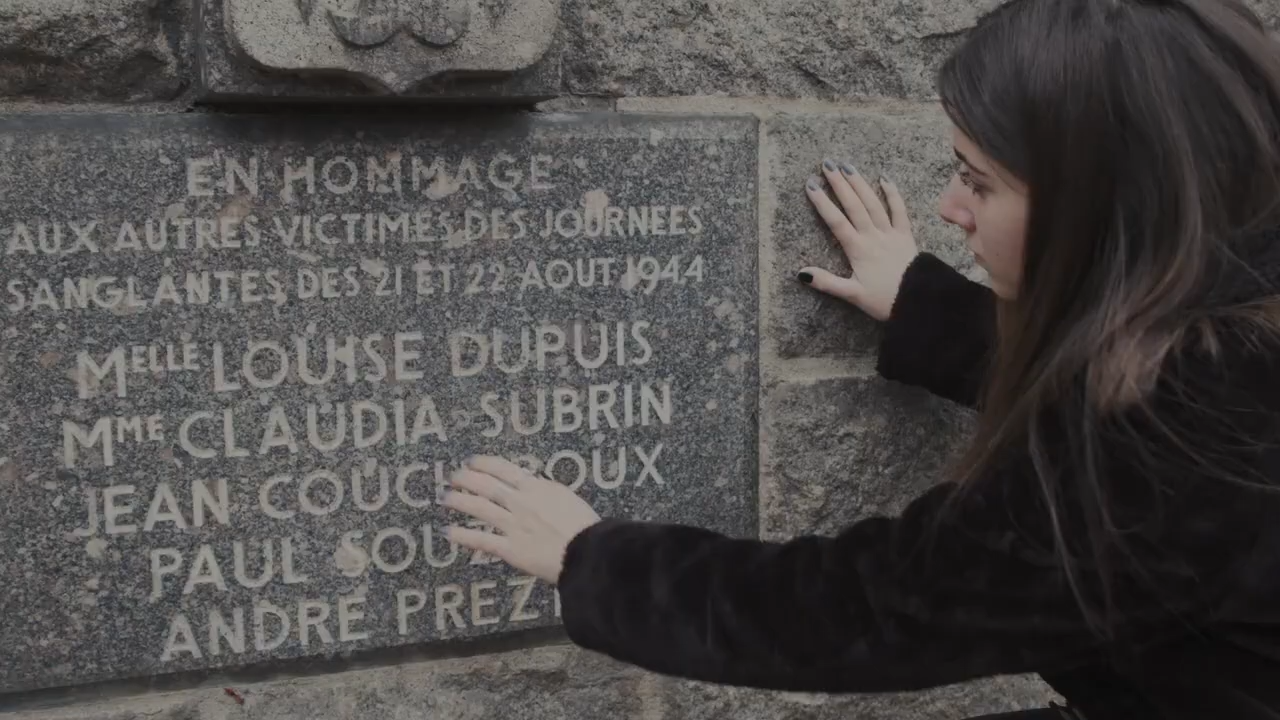 EN HOMMAGE
AUX AUTRES VICTIMES DES JOURNEES
SANGLANTES DES 21 ET 22 AOUT 1944
MELLE LOUISE DUPUIS
MME CLAUDIA SUBRIN
JEAN
PAUL
ANDRE